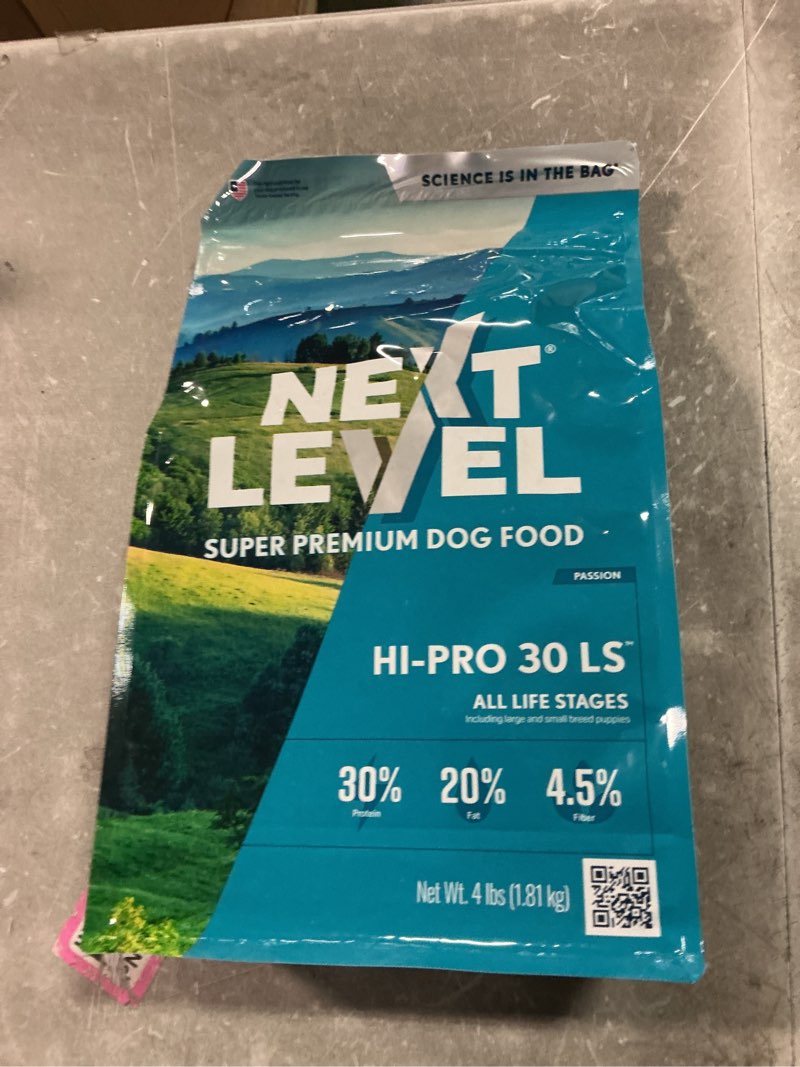 SCIENCE IS IN THE BAG
NEXT
LEVEL®
SUPER PREMIUM DOG FOOD
PASSION
HI-PRO 30 LS™
ALL LIFE STAGES
Including large and small breed puppies
30% 20% 4.5%
Protein Fat Fiber
Net Wt. 4 lbs (1.81 kg)